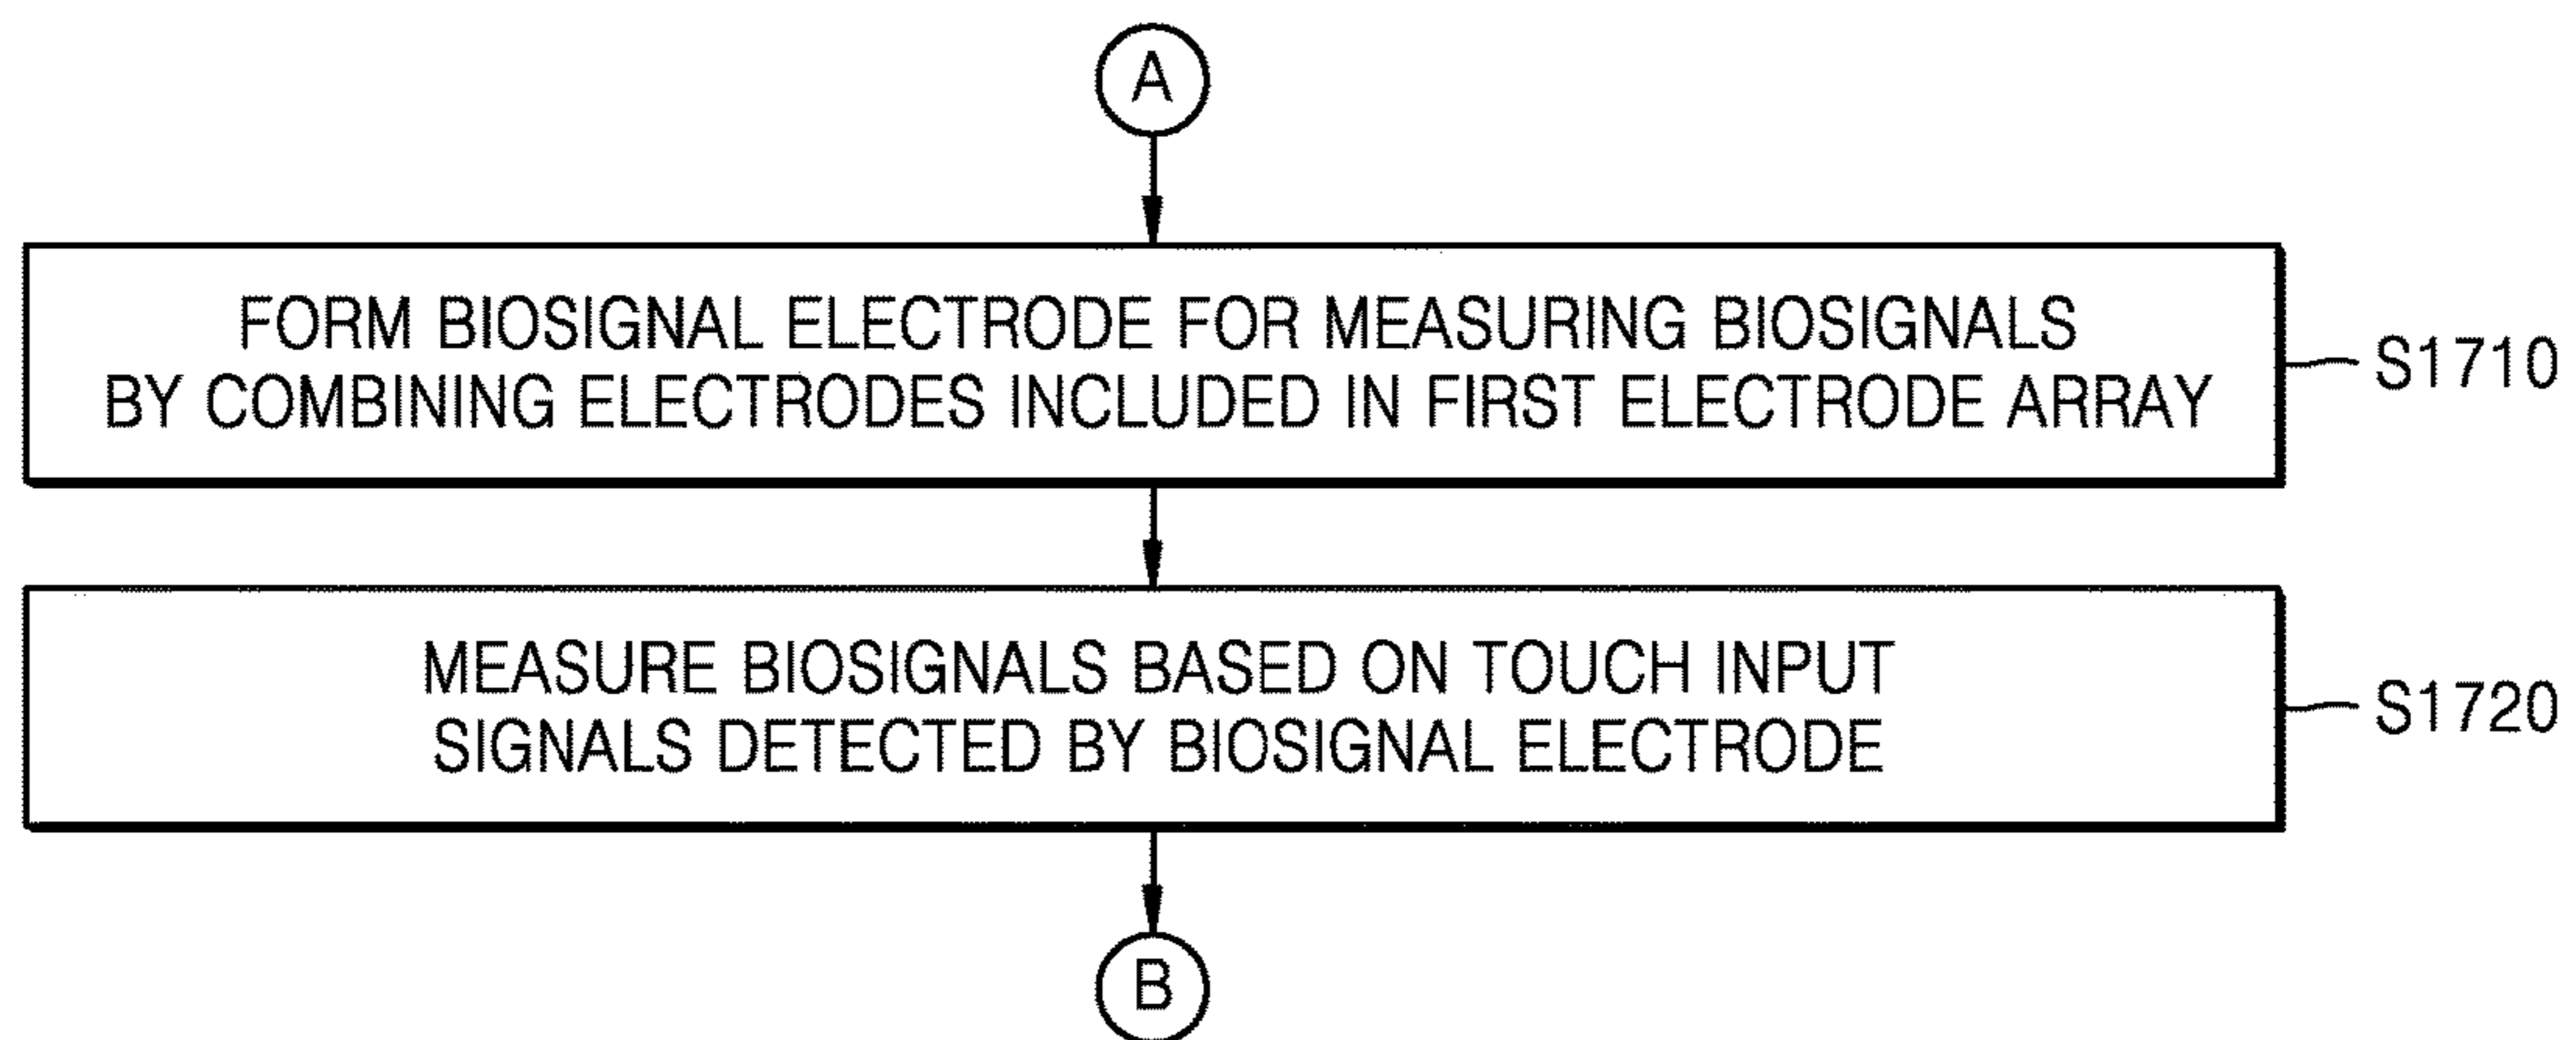 A
FORM BIOSIGNAL ELECTRODE FOR MEASURING BIOSIGNALS
BY COMBINING ELECTRODES INCLUDED IN FIRST ELECTRODE ARRAY
S1710
MEASURE BIOSIGNALS BASED ON TOUCH INPUT
SIGNALS DETECTED BY BIOSIGNAL ELECTRODE
S1720
B